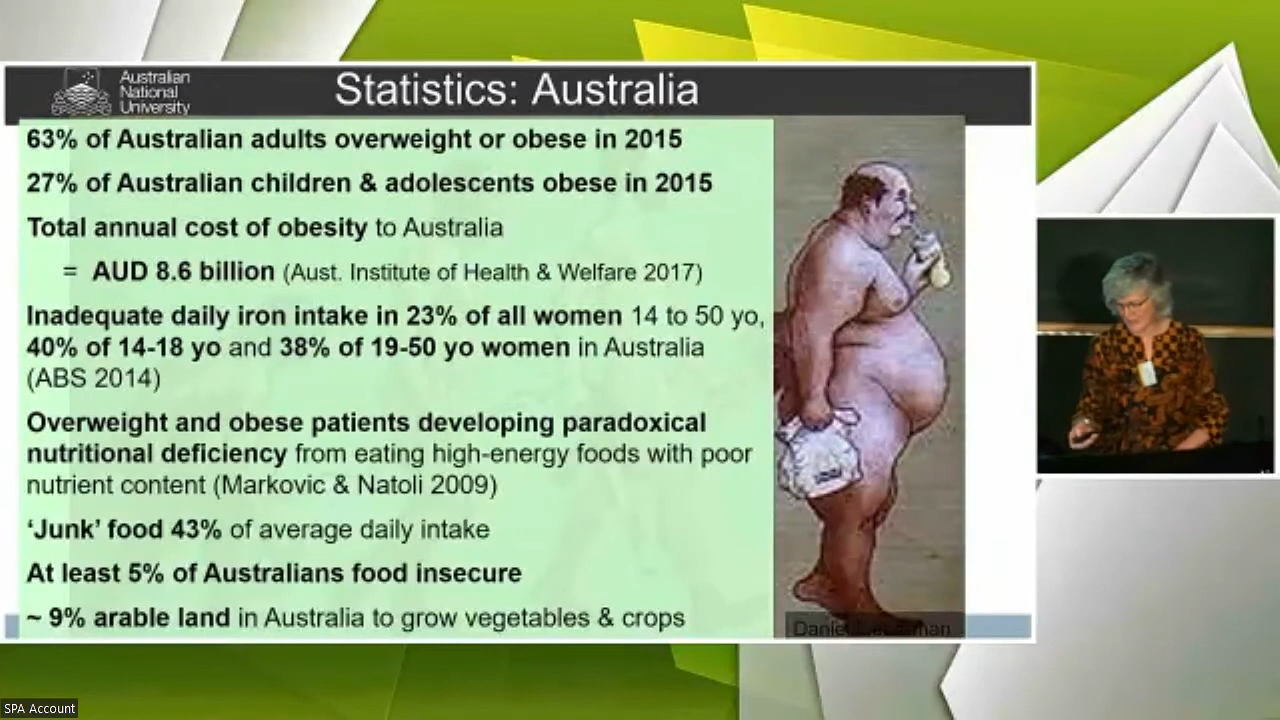 Australian
National
University
Statistics: Australia
63% of Australian adults overweight or obese in 2015
27% of Australian children & adolescents obese in 2015
Total annual cost of obesity to Australia
= AUD 8.6 billion (Aust. Institute of Health & Welfare 2017)
Inadequate daily iron intake in 23% of all women 14 to 50 yo,
40% of 14-18 yo and 38% of 19-50 yo women in Australia
(ABS 2014)
Overweight and obese patients developing paradoxical
nutritional deficiency from eating high-energy foods with poor
nutrient content (Markovic & Natoli 2009)
‘Junk’ food 43% of average daily intake
At least 5% of Australians food insecure
~ 9% arable land in Australia to grow vegetables & crops
SPA Account